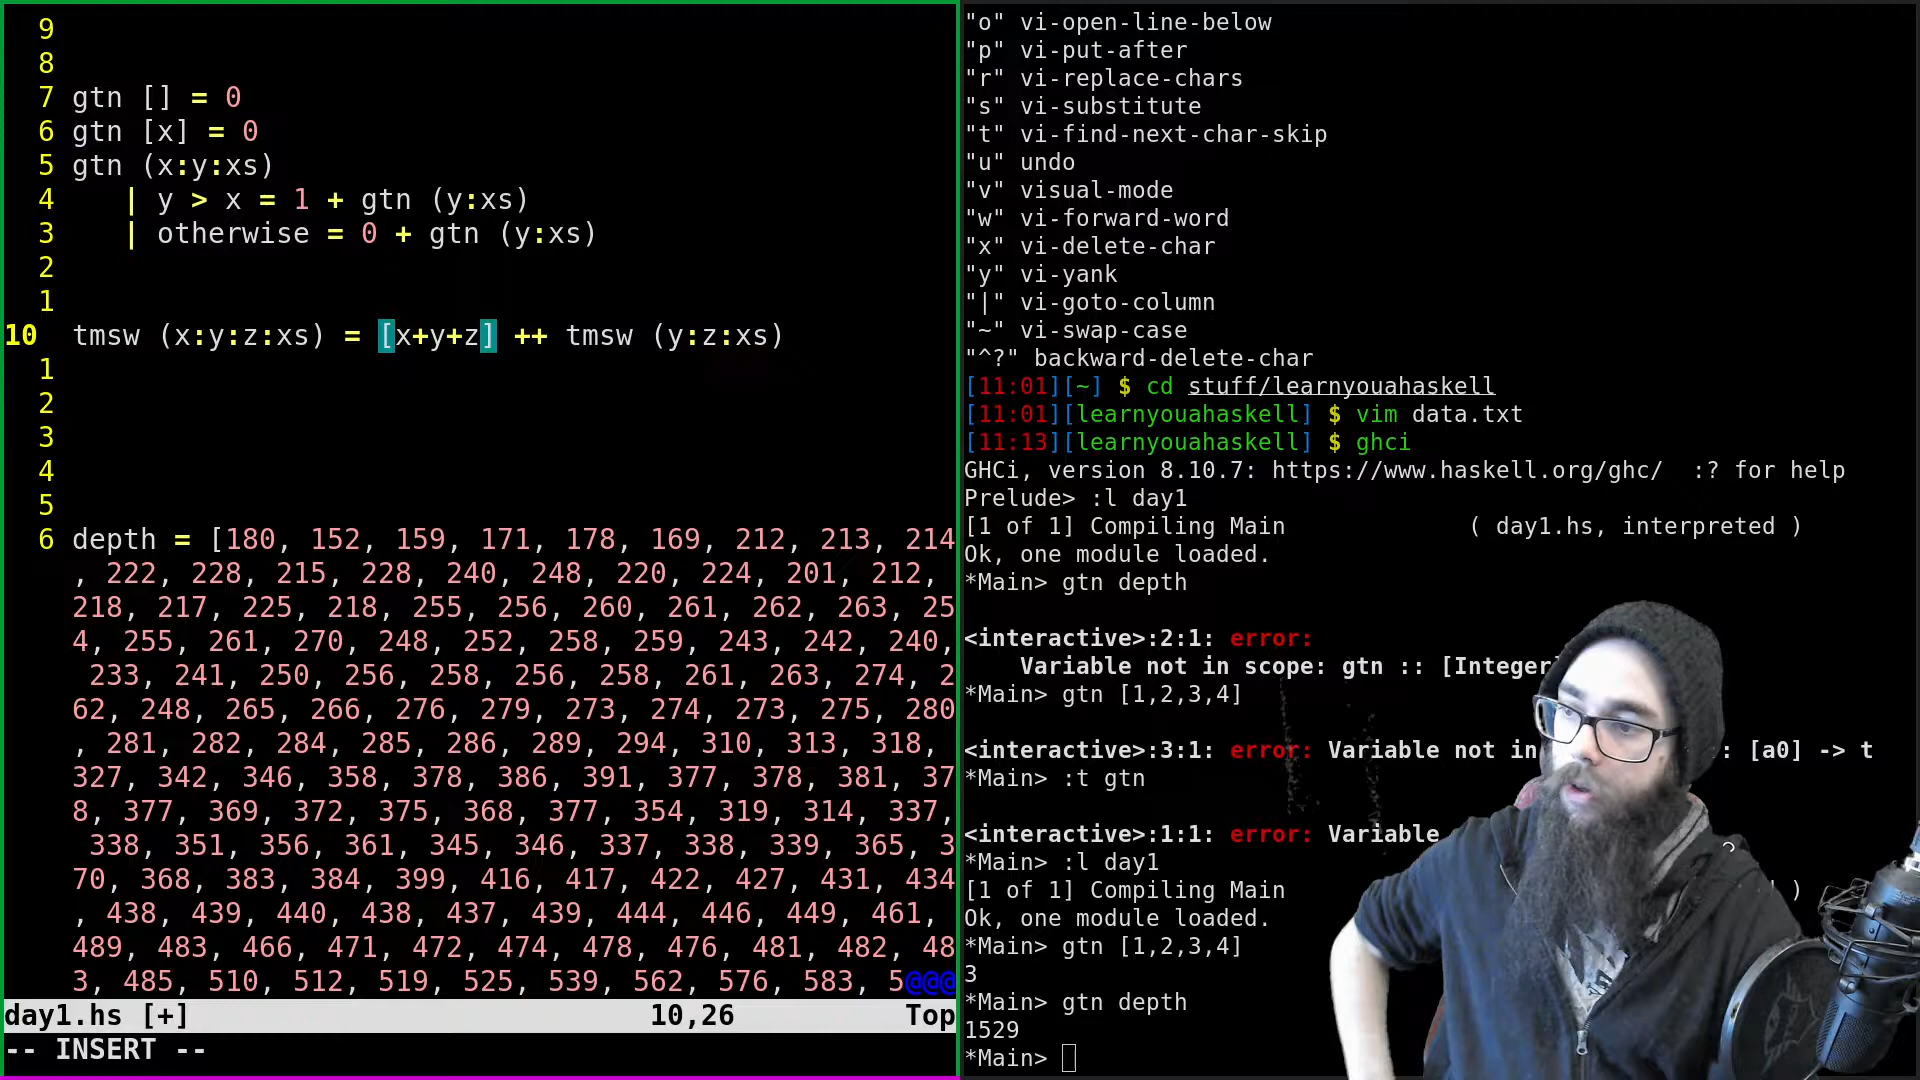 9
8
7 gtn [] = 0
6 gtn [x] = 0
5 gtn (x:y:xs)
4 | y > x = 1 + gtn (y:xs)
3 | otherwise = 0 + gtn (y:xs)
2
1
10 tmsw (x:y:z:xs) = [x+y+z] ++ tmsw (y:z:xs)
1
2
3
4
5
6 depth = [180, 152, 159, 171, 178, 169, 212, 213, 214
, 222, 228, 215, 228, 240, 248, 220, 224, 201, 212,
218, 217, 225, 218, 255, 256, 260, 261, 262, 263, 25
4, 255, 261, 270, 248, 252, 258, 259, 243, 242, 240,
233, 241, 250, 256, 258, 256, 258, 261, 263, 274, 2
62, 248, 265, 266, 276, 279, 273, 274, 273, 275, 280
, 281, 282, 284, 285, 286, 289, 294, 310, 313, 318,
327, 342, 346, 358, 378, 386, 391, 377, 378, 381, 37
8, 377, 369, 372, 375, 368, 377, 354, 319, 314, 337,
338, 351, 356, 361, 345, 346, 337, 338, 339, 365, 3
70, 368, 383, 384, 399, 416, 417, 422, 427, 431, 434
, 438, 439, 440, 438, 437, 439, 444, 446, 449, 461,
489, 483, 466, 471, 472, 474, 478, 476, 481, 482, 48
3, 485, 510, 512, 519, 525, 539, 562, 576, 583, 5@@@
day1.hs [+] 10,26 Top
-- INSERT --
"o" vi-open-line-below
"p" vi-put-after
"r" vi-replace-chars
"s" vi-substitute
"t" vi-find-next-char-skip
"u" undo
"v" visual-mode
"w" vi-forward-word
"x" vi-delete-char
"y" vi-yank
"|" vi-goto-column
"~" vi-swap-case
"^?" backward-delete-char
[11:01][~] $ cd stuff/learnyouahaskell
[11:01][learnyouahaskell] $ vim data.txt
[11:13][learnyouahaskell] $ ghci
GHCi, version 8.10.7: https://www.haskell.org/ghc/  :? for help
Prelude> :l day1
[1 of 1] Compiling Main ( day1.hs, interpreted )
Ok, one module loaded.
*Main> gtn depth
<interactive>:2:1: error:
Variable not in scope: gtn :: [Integer
*Main> gtn [1,2,3,4]
<interactive>:3:1: error: Variable not in : [a0] -> t
*Main> :t gtn
<interactive>:1:1: error: Variable
*Main> :l day1
[1 of 1] Compiling Main )
Ok, one module loaded.
*Main> gtn [1,2,3,4]
3
*Main> gtn depth
1529
*Main>